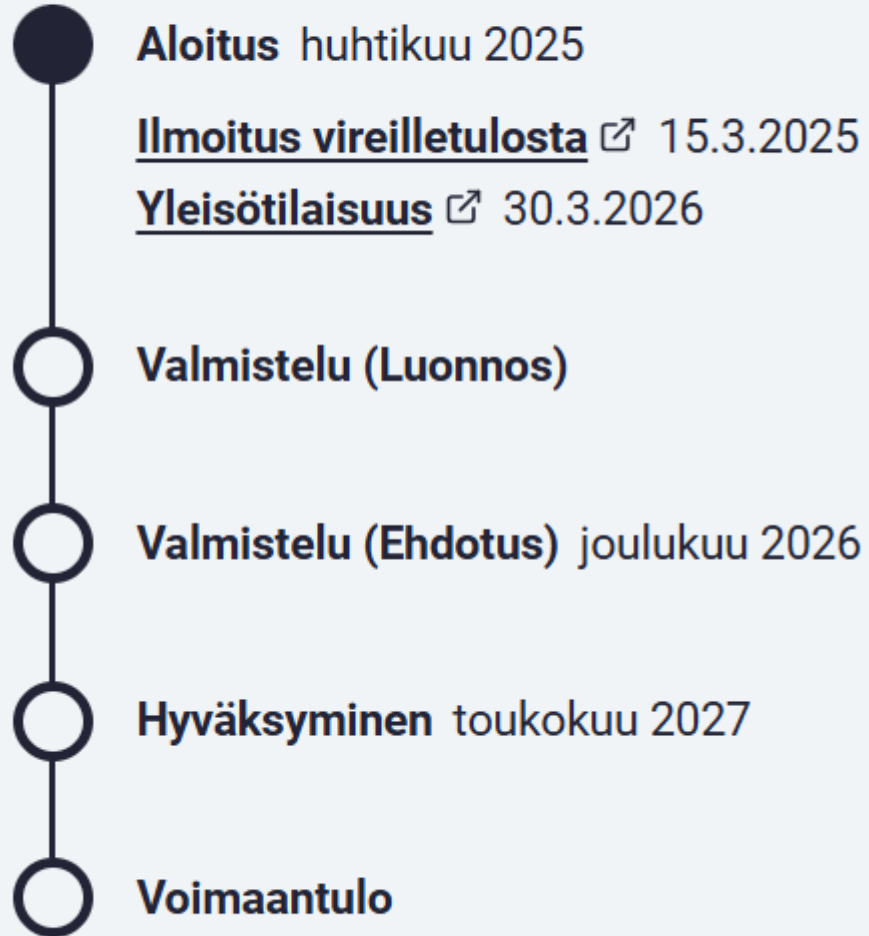 Aloitus huhtikuu 2025
Ilmoitus vireilletulosta 15.3.2025
Yleisötilaisuus 30.3.2026
Valmistelu (Luonnos)
Valmistelu (Ehdotus) joulukuu 2026
Hyväksyminen toukokuu 2027
Voimaantulo